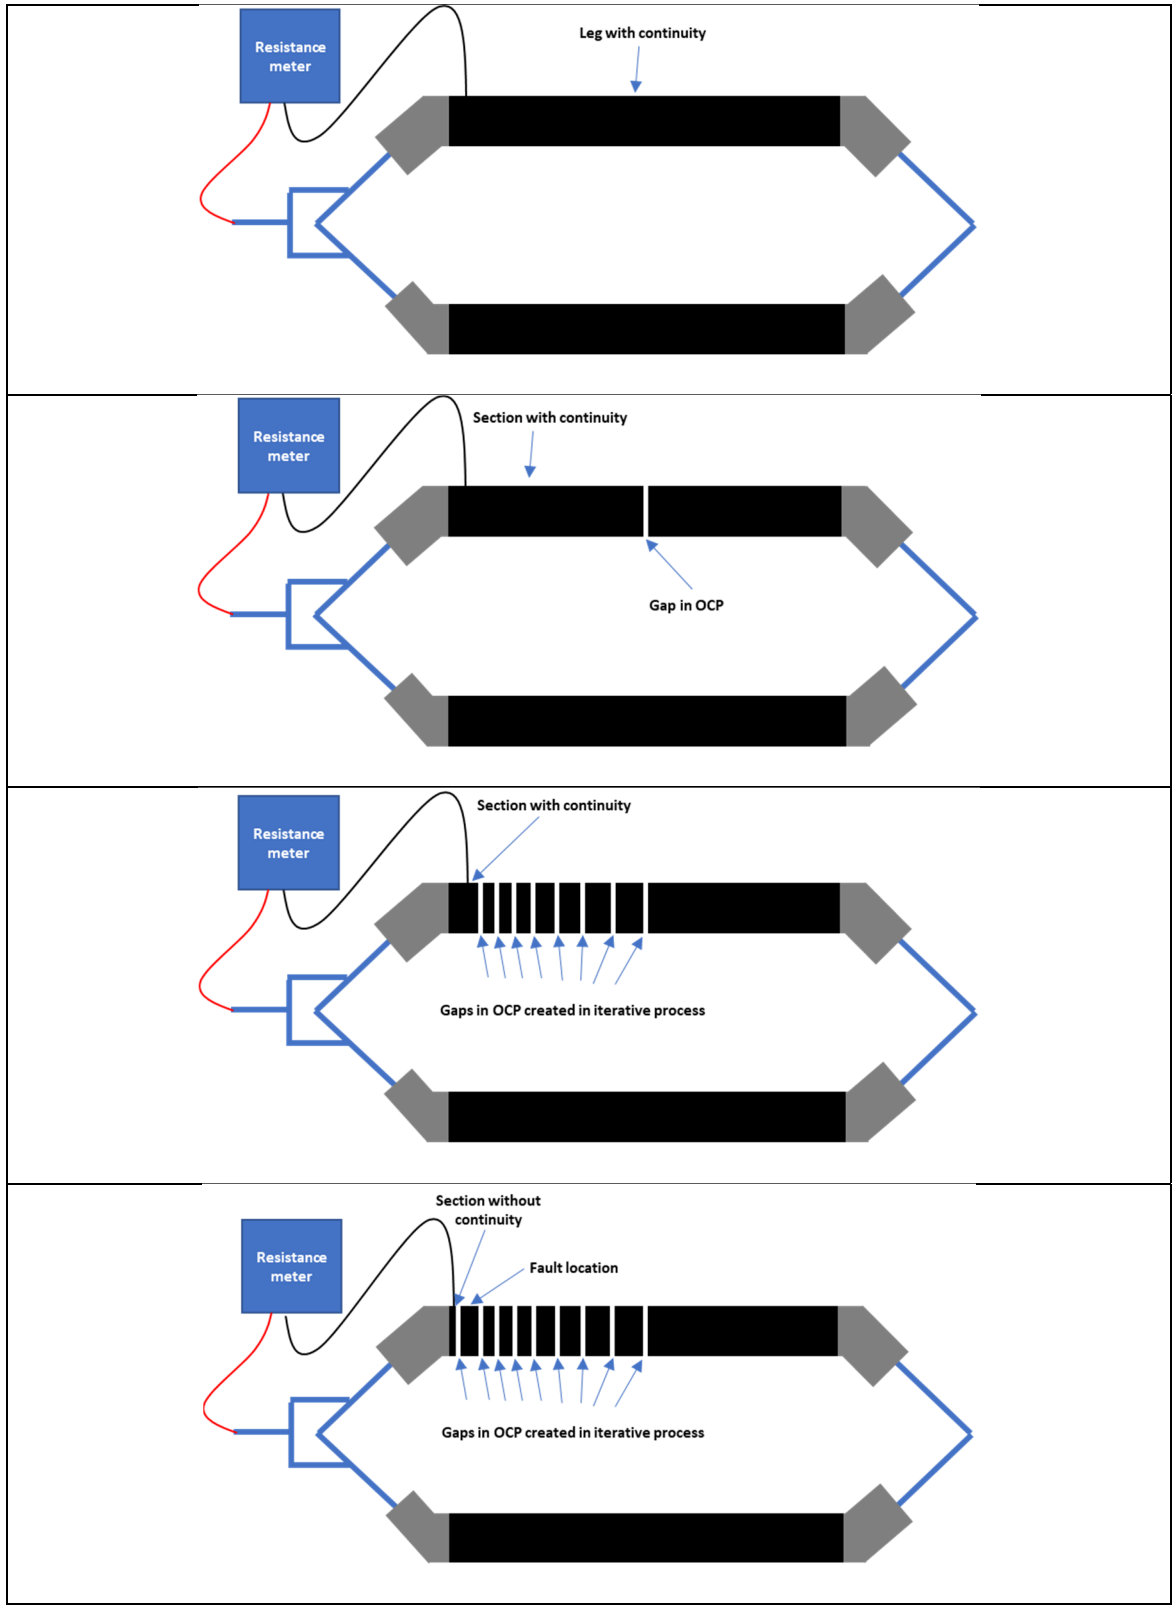 Resistance
meter
Leg with continuity
Resistance
meter
Section with continuity
Gap in OCP
Resistance
meter
Section with continuity
Gaps in OCP created in iterative process
Section without
continuity
Resistance
meter
Fault location
Gaps in OCP created in iterative process